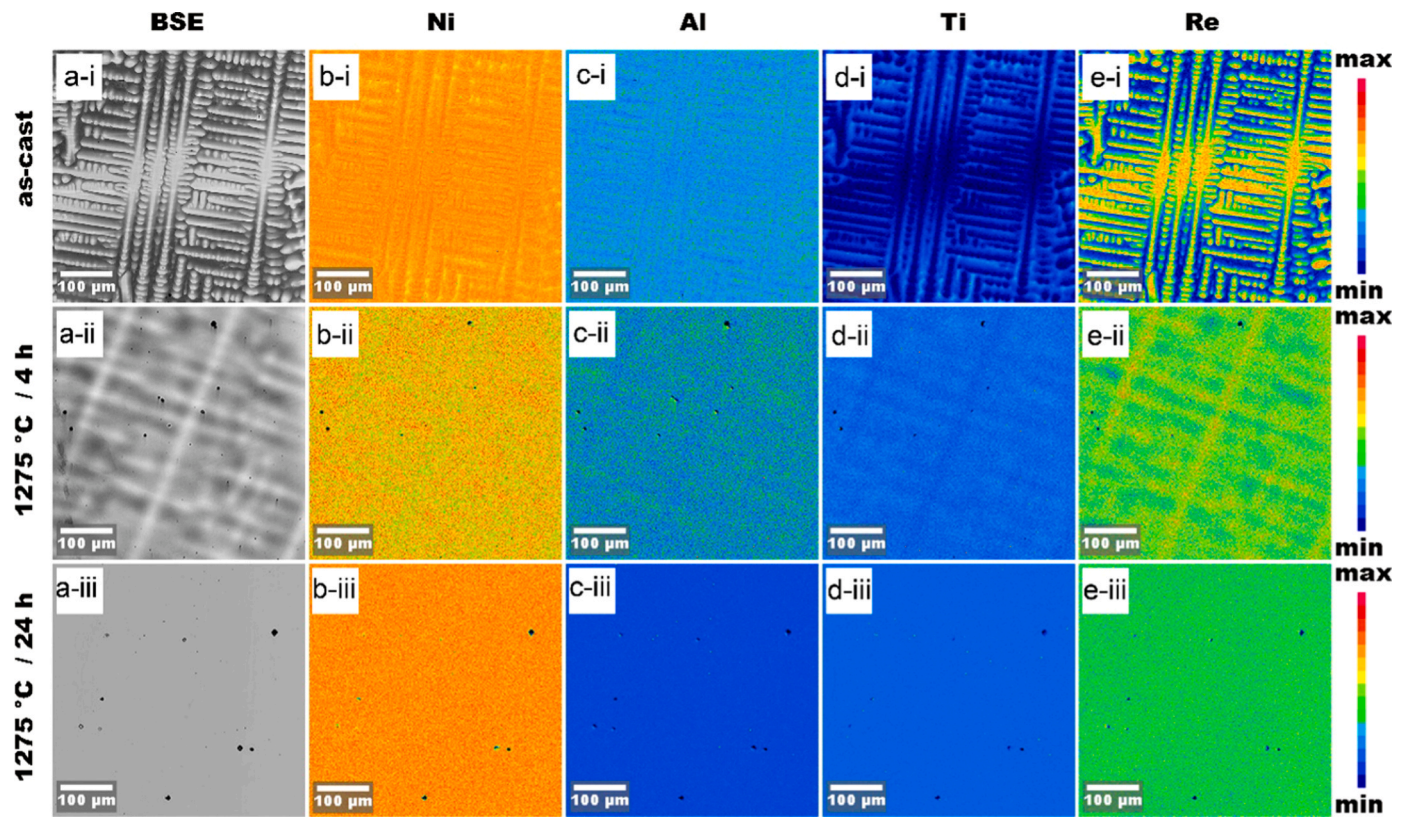 BSE Ni Al Ti Re
as-cast
a-i b-i c-i d-i e-i
max
100 µm 100 µm 100 µm 100 µm 100 µm
min
1275 °C / 4 h
a-ii b-ii c-ii d-ii e-ii
max
100 µm 100 µm 100 µm 100 µm 100 µm
min
1275 °C / 24 h
a-iii b-iii c-iii d-iii e-iii
max
100 µm 100 µm 100 µm 100 µm 100 µm
min